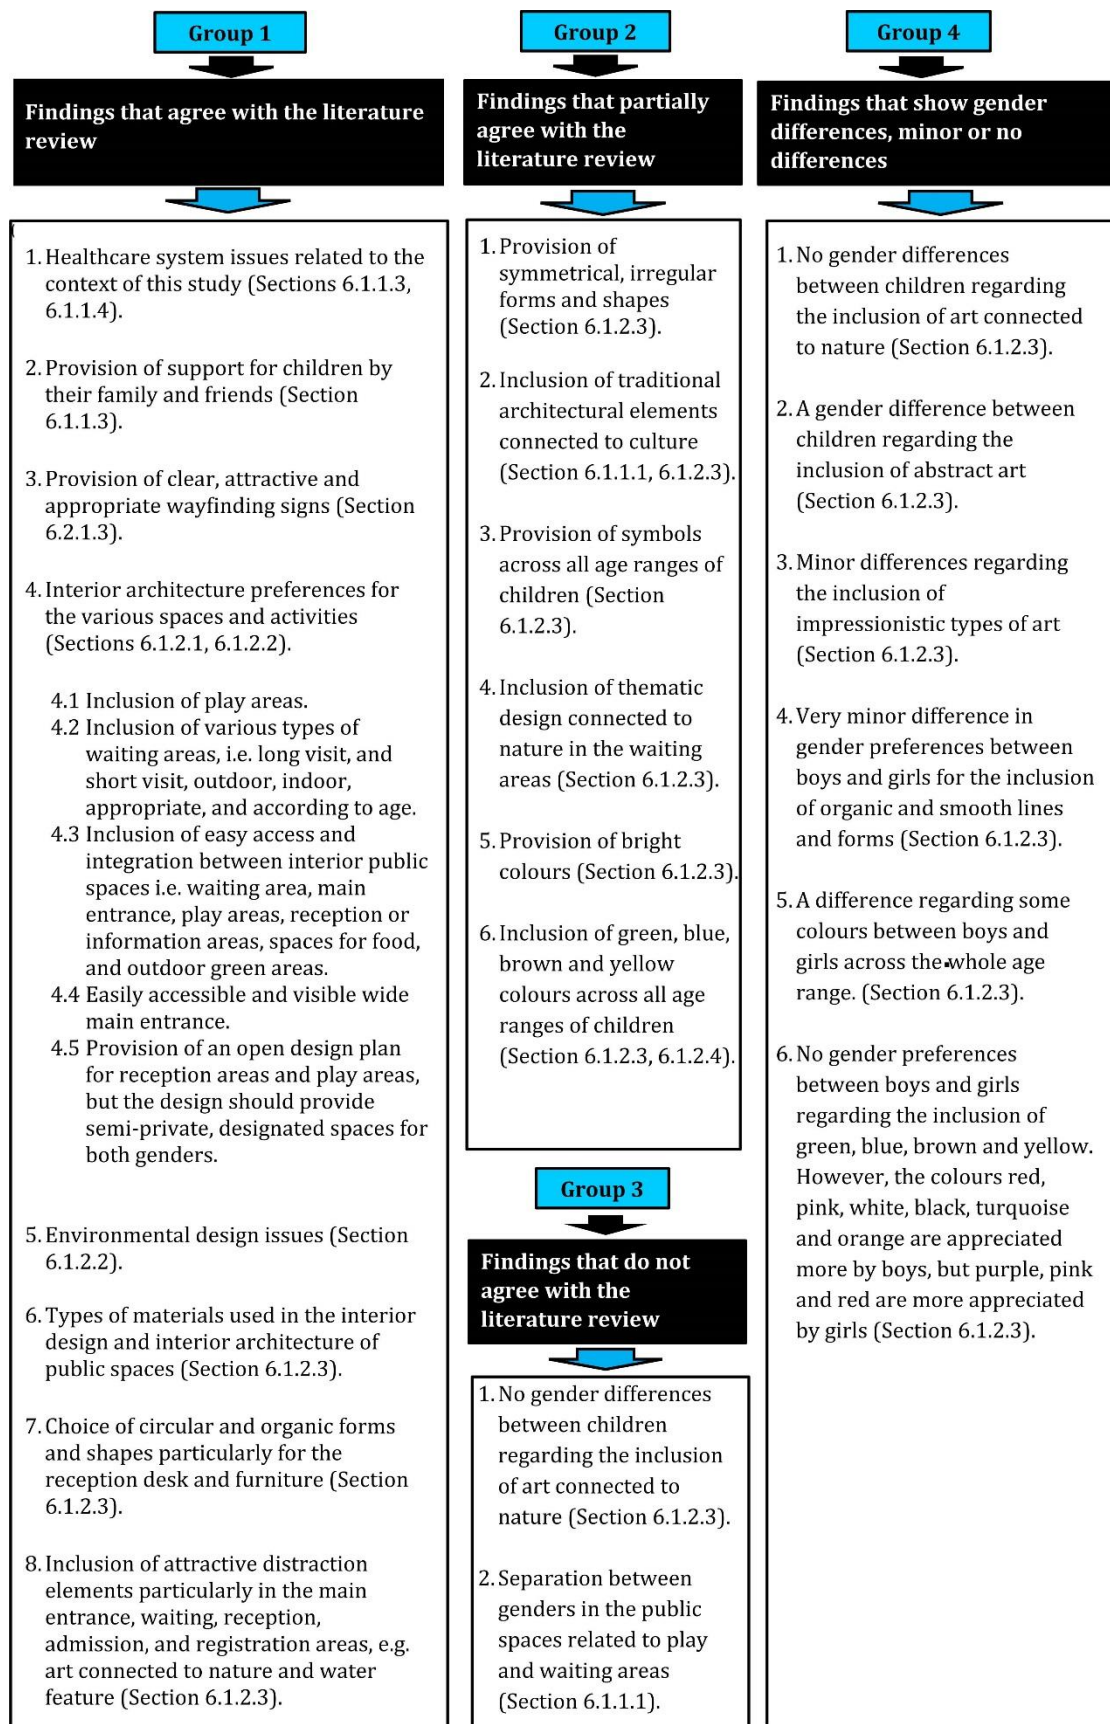 Group 1
Findings that agree with the literature
review
1. Healthcare system issues related to the
context of this study (Sections 6.1.1.3,
6.1.1.4).
2. Provision of support for children by
their family and friends (Section
6.1.1.3).
3. Provision of clear, attractive and
appropriate wayfinding signs (Section
6.2.1.3).
4. Interior architecture preferences for
the various spaces and activities
(Sections 6.1.2.1, 6.1.2.2).
4.1 Inclusion of play areas.
4.2 Inclusion of various types of
waiting areas, i.e. long visit, and
short visit, outdoor, indoor,
appropriate, and according to age.
4.3 Inclusion of easy access and
integration between interior public
spaces i.e. waiting area, main
entrance, play areas, reception or
information areas, spaces for food,
and outdoor green areas.
4.4 Easily accessible and visible wide
main entrance.
4.5 Provision of an open design plan
for reception areas and play areas,
but the design should provide
semi-private, designated spaces for
both genders.
5. Environmental design issues (Section
6.1.2.2).
6. Types of materials used in the interior
design and interior architecture of
public spaces (Section 6.1.2.3).
7. Choice of circular and organic forms
and shapes particularly for the
reception desk and furniture (Section
6.1.2.3).
8. Inclusion of attractive distraction
elements particularly in the main
entrance, waiting, reception,
admission, and registration areas, e.g.
art connected to nature and water
feature (Section 6.1.2.3).
Group 2
Findings that partially
agree with the
literature review
1. Provision of
symmetrical, irregular
forms and shapes
(Section 6.1.2.3).
2. Inclusion of traditional
architectural elements
connected to culture
(Section 6.1.1.1, 6.1.2.3).
3. Provision of symbols
across all age ranges of
children (Section
6.1.2.3).
4. Inclusion of thematic
design connected to
nature in the waiting
areas (Section 6.1.2.3).
5. Provision of bright
colours (Section 6.1.2.3).
6. Inclusion of green, blue,
brown and yellow
colours across all age
ranges of children
(Section 6.1.2.3, 6.1.2.4).
Group 3
Findings that do not
agree with the
literature review
1. No gender differences
between children
regarding the inclusion
of art connected to
nature (Section 6.1.2.3).
2. Separation between
genders in the public
spaces related to play
and waiting areas
(Section 6.1.1.1).
Group 4
Findings that show gender
differences, minor or no
differences
1. No gender differences
between children regarding
the inclusion of art connected
to nature (Section 6.1.2.3).
2. A gender difference between
children regarding the
inclusion of abstract art
(Section 6.1.2.3).
3. Minor differences regarding
the inclusion of
impressionistic types of art
(Section 6.1.2.3).
4. Very minor difference in
gender preferences between
boys and girls for the inclusion
of organic and smooth lines
and forms (Section 6.1.2.3).
5. A difference regarding some
colours between boys and
girls across the whole age
range. (Section 6.1.2.3).
6. No gender preferences
between boys and girls
regarding the inclusion of
green, blue, brown and yellow.
However, the colours red,
pink, white, black, turquoise
and orange are appreciated
more by boys, but purple, pink
and red are more appreciated
by girls (Section 6.1.2.3).